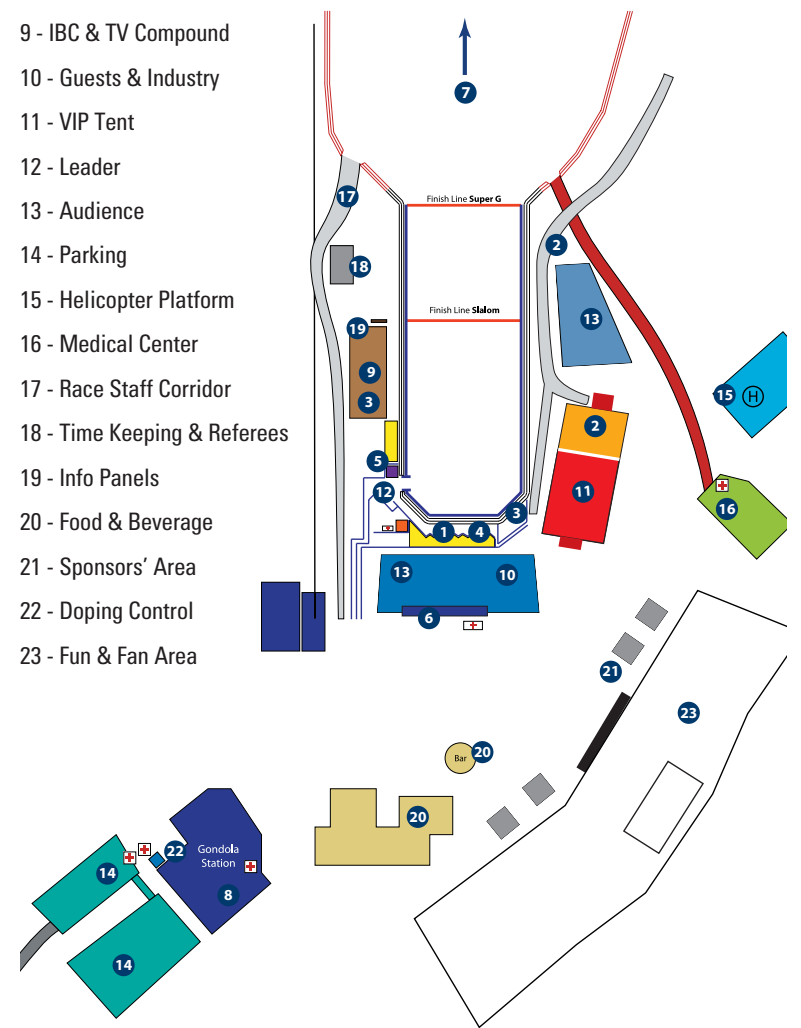 9 - IBC & TV Compound
10 - Guests & Industry
11 - VIP Tent
12 - Leader
13 - Audience
14 - Parking
15 - Helicopter Platform
16 - Medical Center
17 - Race Staff Corridor
18 - Time Keeping & Referees
19 - Info Panels
20 - Food & Beverage
21 - Sponsors' Area
22 - Doping Control
23 - Fun & Fan Area
7
17
Finish Line Super G
2
18
13
Finish Line Slalom
19
9
3
15
H
2
5
12
11
3
16
1
4
13
10
6
21
23
Bar
20
20
22
Gondola
Station
14
8
14